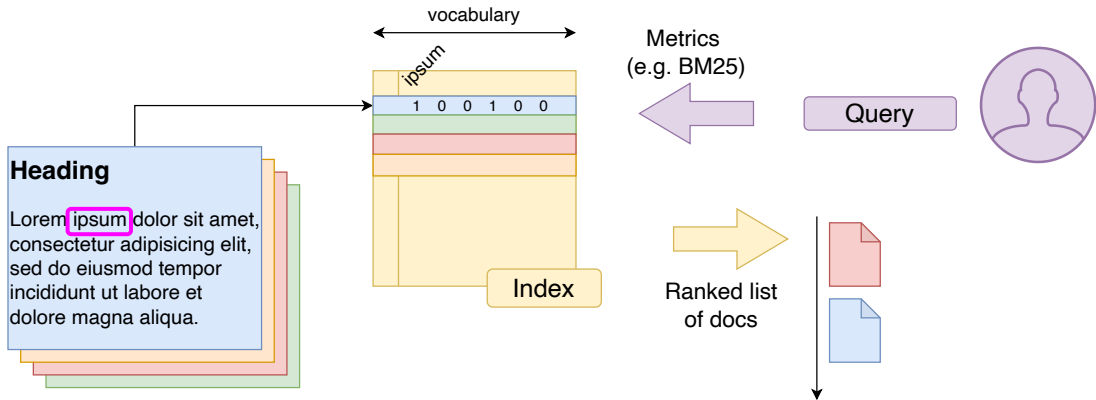 vocabulary
ipsum
1 0 0 1 0 0
Metrics
(e.g. BM25)
Query
Heading
Lorem ipsum dolor sit amet,
consectetur adipisicing elit,
sed do eiusmod tempor
incididunt ut labore et
dolore magna aliqua.
Index
Ranked list
of docs